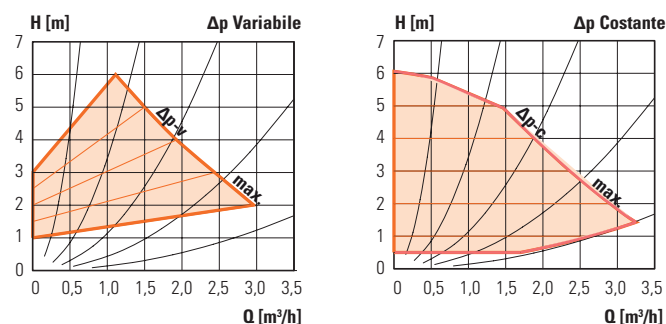 H [m] Δp Variabile
7
6
5
4
3
2
1
0
Δp-v
max.
0 0,5 1,0 1,5 2,0 2,5 3,0 3,5
Q [m³/h]
H [m] Δp Costante
7
6
5
4
3
2
1
0
Δp-c
max.
0 0,5 1,0 1,5 2,0 2,5 3,0 3,5
Q [m³/h]